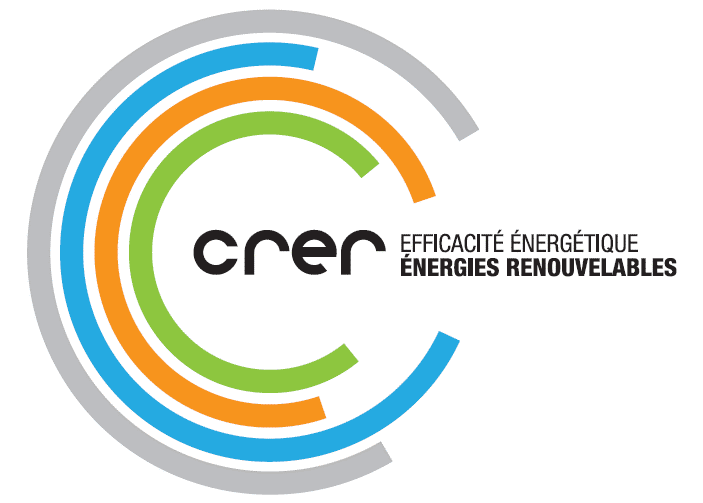 crer
EFFICACITÉ ÉNERGÉTIQUE
ÉNERGIES RENOUVELABLES